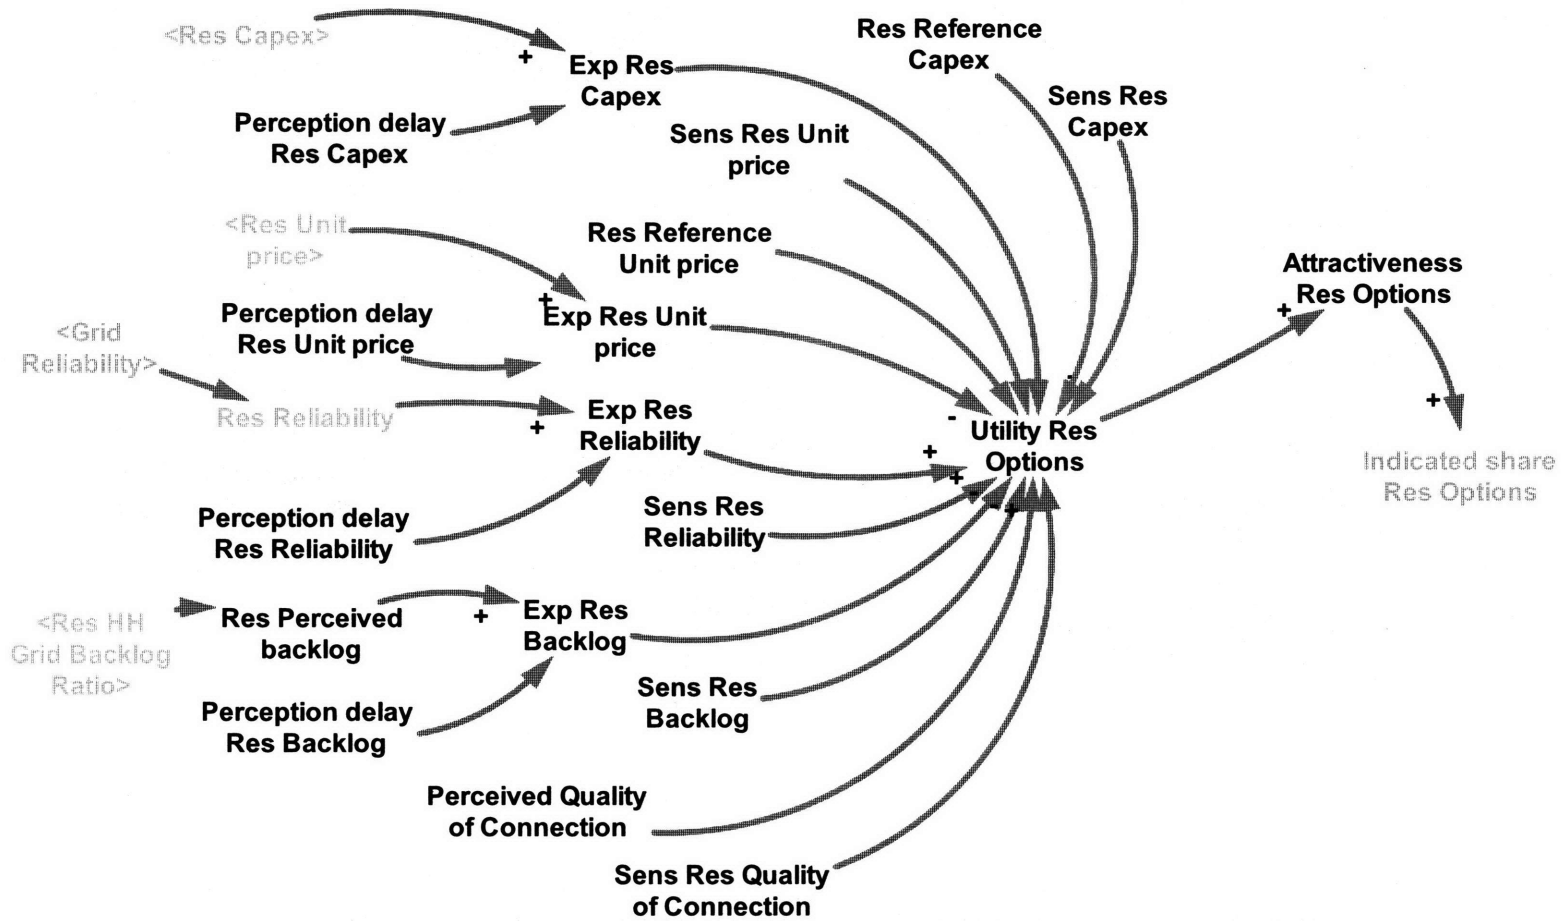 <Res Capex>
+
Exp Res
Capex
Perception delay
Res Capex
Res Reference
Capex
Sens Res
Capex
Sens Res Unit
price
<Res Unit
price>
Res Reference
Unit price
+
Exp Res Unit
price
Perception delay
Res Unit price
<Grid
Reliability>
Res Reliability
+
Exp Res
Reliability
Perception delay
Res Reliability
Sens Res
Reliability
<Res HH
Grid Backlog
Ratio>
Res Perceived
backlog
+
Exp Res
Backlog
Perception delay
Res Backlog
Sens Res
Backlog
Perceived Quality
of Connection
Sens Res Quality
of Connection
-
-
+
+
-
-
+
Utility Res
Options
Attractiveness
Res Options
+
+
Indicated share
Res Options